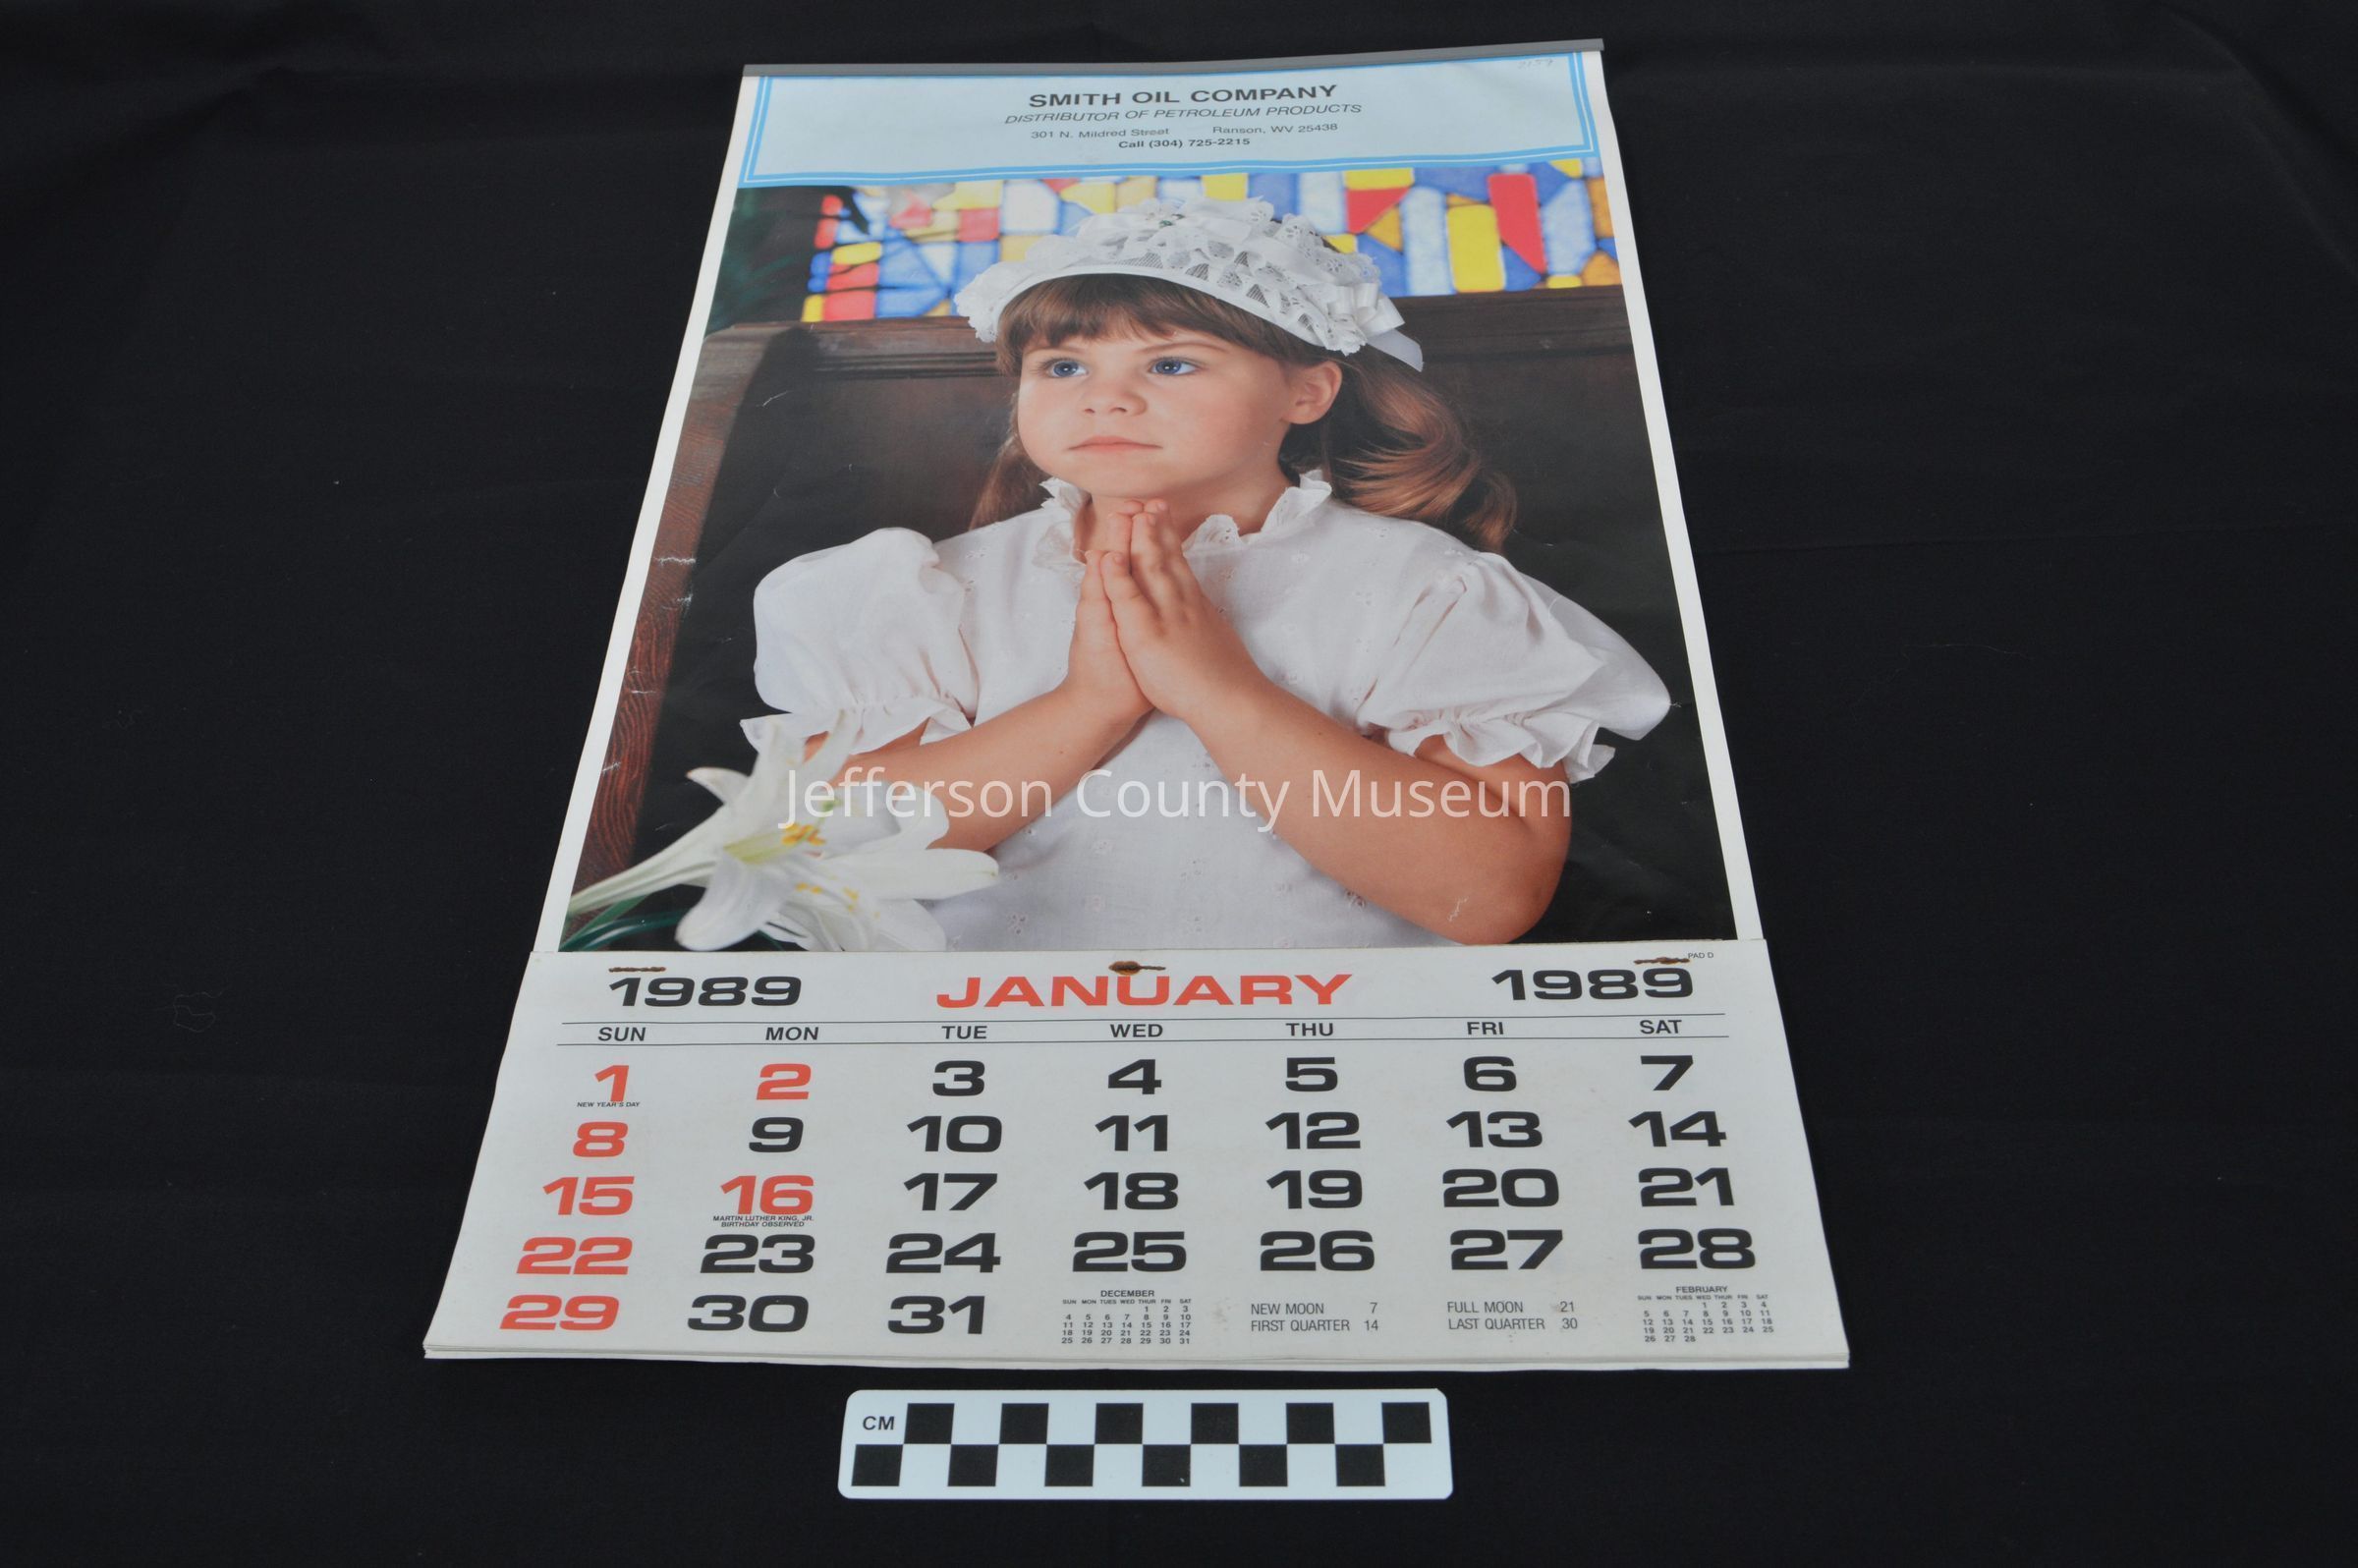 SMITH OIL COMPANY
DISTRIBUTOR OF PETROLEUM PRODUCTS
301 N. Mildred Street Ranson, WV 25438
Call (304) 725-2215
Jefferson County Museum
PAD D
1989 JANUARY 1989
SUN MON TUE WED THU FRI SAT
1 2 3 4 5 6 7
NEW YEAR'S DAY
8 9 10 11 12 13 14
15 16 17 18 19 20 21
MARTIN LUTHER KING, JR.
BIRTHDAY OBSERVED
22 23 24 25 26 27 28
29 30 31
DECEMBER
SUN MON TUES WED THUR FRI SAT
1 2 3
4 5 6 7 8 9 10
11 12 13 14 15 16 17
18 19 20 21 22 23 24
25 26 27 28 29 30 31
NEW MOON 7
FIRST QUARTER 14
FULL MOON 21
LAST QUARTER 30
FEBRUARY
SUN MON TUES WED THUR FRI SAT
1 2 3 4
5 6 7 8 9 10 11
12 13 14 15 16 17 18
19 20 21 22 23 24 25
26 27 28
CM